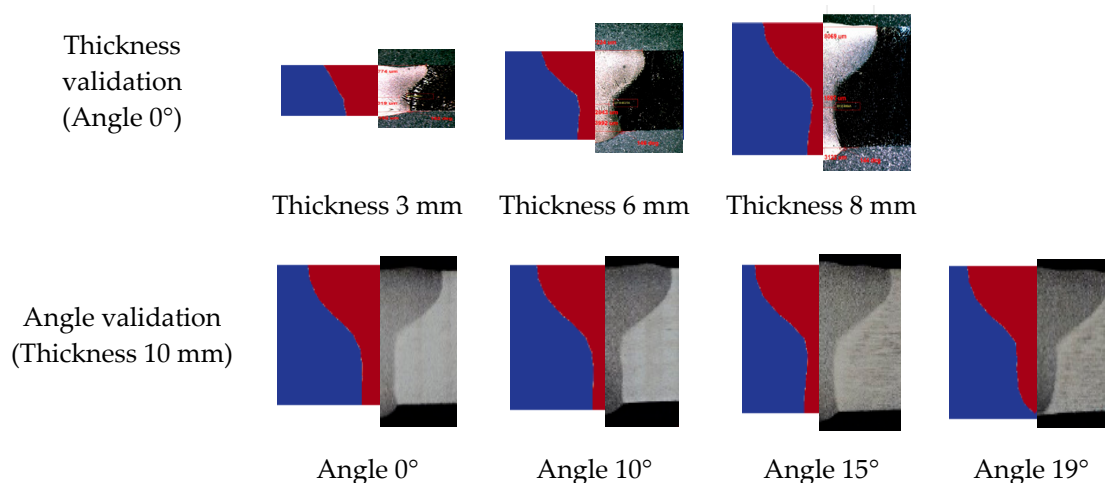 Thickness
validation
(Angle 0°)
Thickness 3 mm
Thickness 6 mm
Thickness 8 mm
Angle validation
(Thickness 10 mm)
Angle 0°
Angle 10°
Angle 15°
Angle 19°